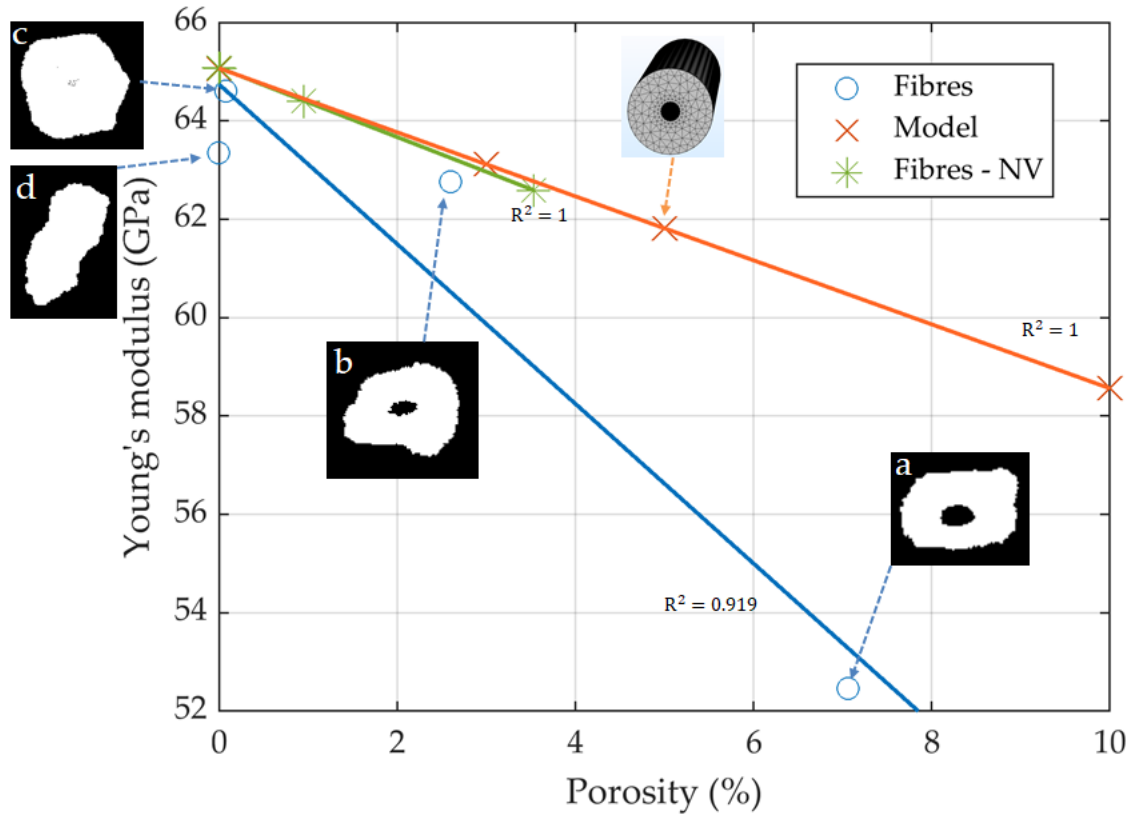 66
64
62
60
58
56
54
52
0
2
4
6
8
10
Young's modulus (GPa)
Porosity (%)
Fibres
Model
Fibres - NV
c
d
b
a
R² = 1
R² = 1
R² = 0.919